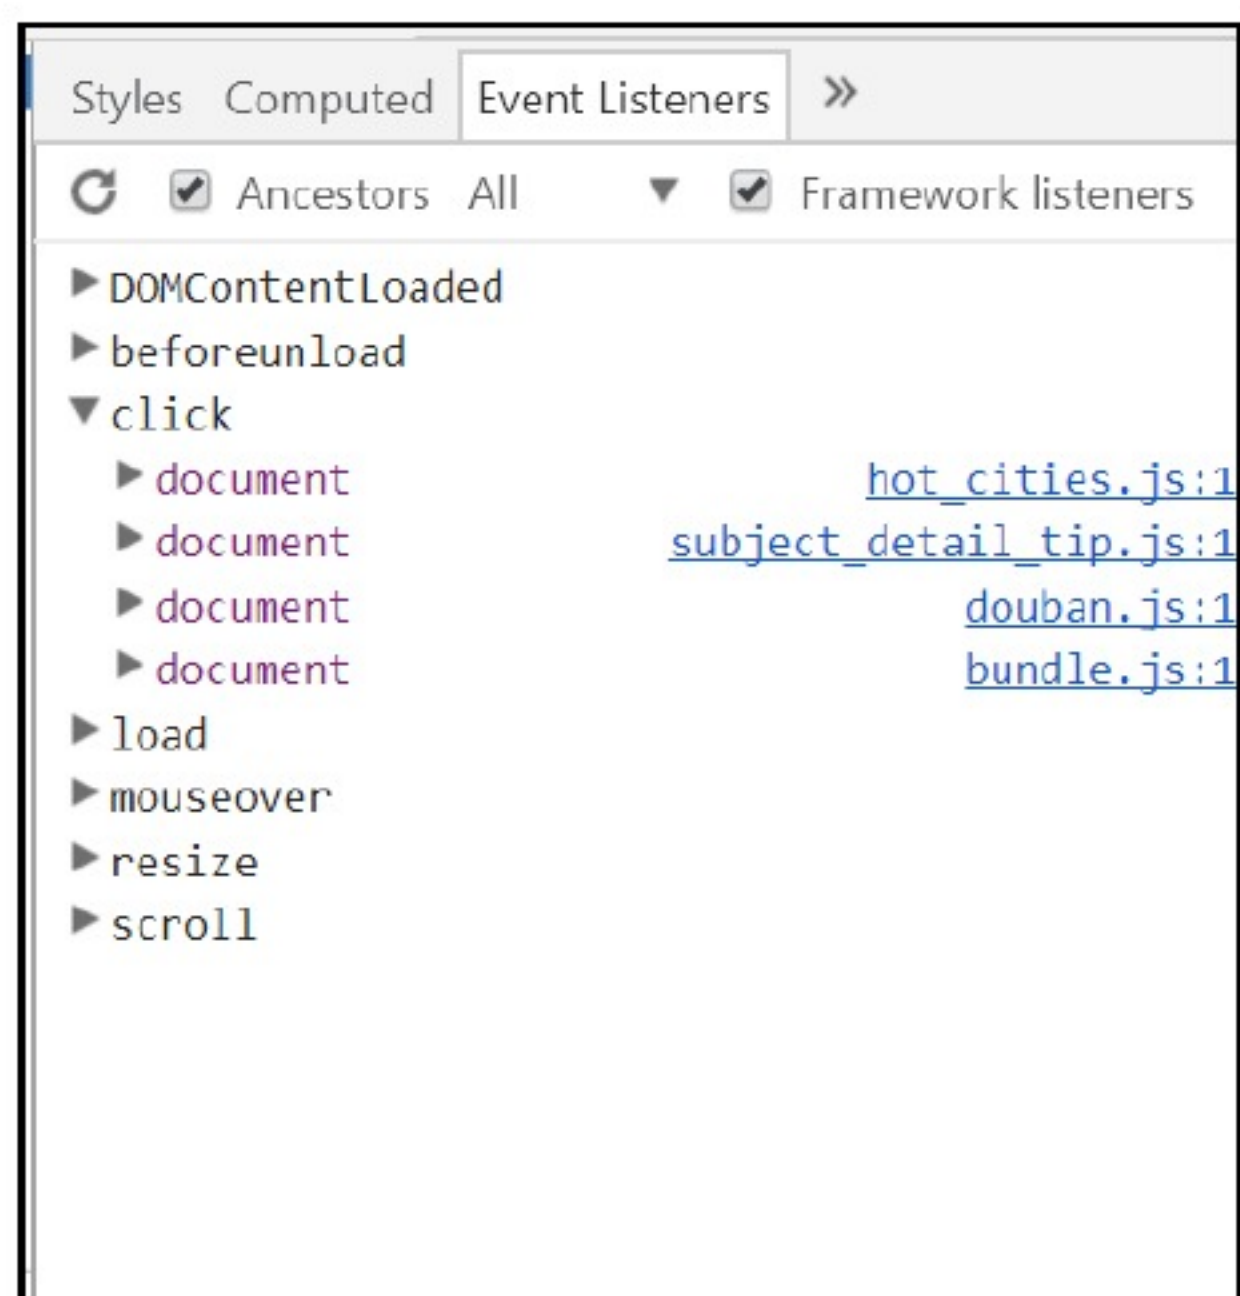 Styles Computed Event Listeners »
Ancestors All Framework listeners
DOMContentLoaded
beforeunload
click
document hot_cities.js:1
document subject_detail_tip.js:1
document douban.js:1
document bundle.js:1
load
mouseover
resize
scroll